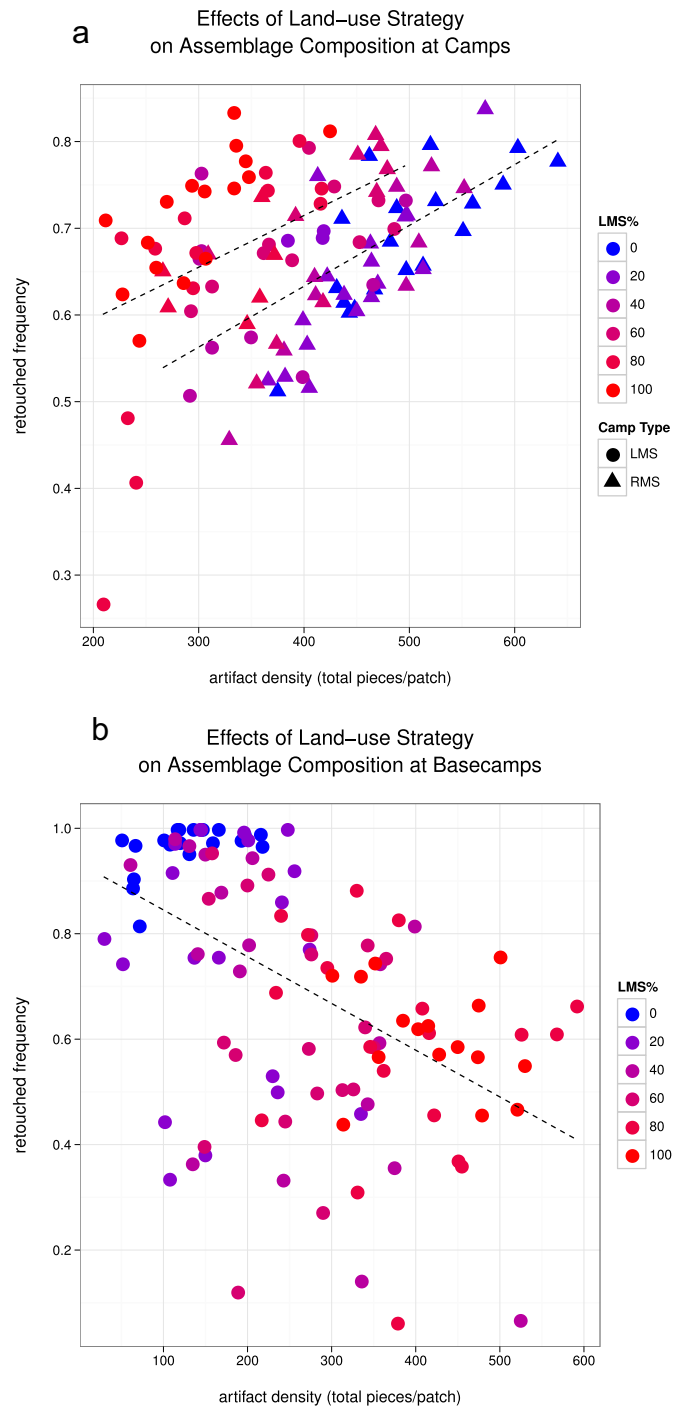 a
Effects of Land−use Strategy
on Assemblage Composition at Camps
retouched frequency
0.8
0.7
0.6
0.5
0.4
0.3
200 300 400 500 600
artifact density (total pieces/patch)
LMS%
0
20
40
60
80
100
Camp Type
LMS
RMS
b
Effects of Land−use Strategy
on Assemblage Composition at Basecamps
retouched frequency
1.0
0.8
0.6
0.4
0.2
100 200 300 400 500 600
artifact density (total pieces/patch)
LMS%
0
20
40
60
80
100